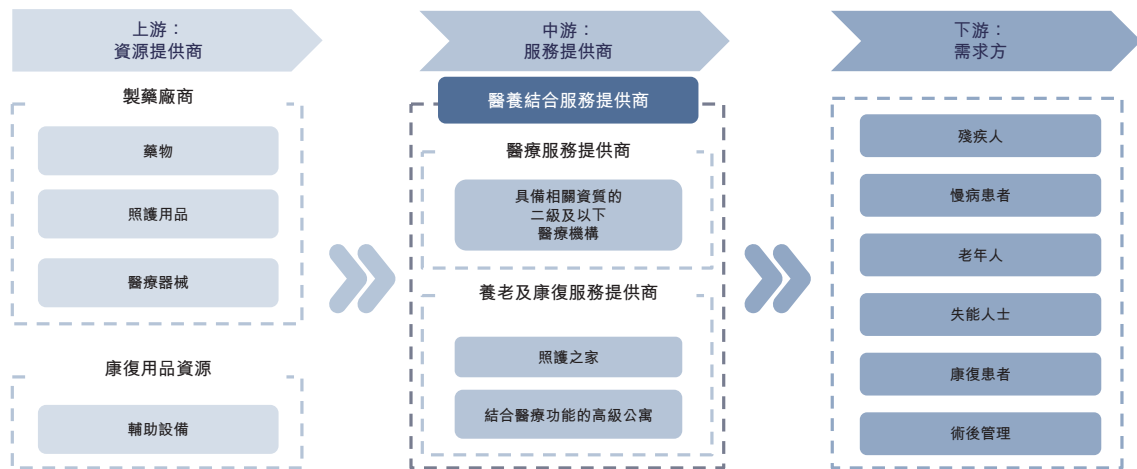 上游：
資源提供商
製藥廠商
藥物
照護用品
醫療器械
康復用品資源
輔助設備
中游：
服務提供商
醫養結合服務提供商
醫療服務提供商
具備相關資質的
二級及以下
醫療機構
養老及康復服務提供商
照護之家
結合醫療功能的高級公寓
下游：
需求方
殘疾人
慢病患者
老年人
失能人士
康復患者
術後管理